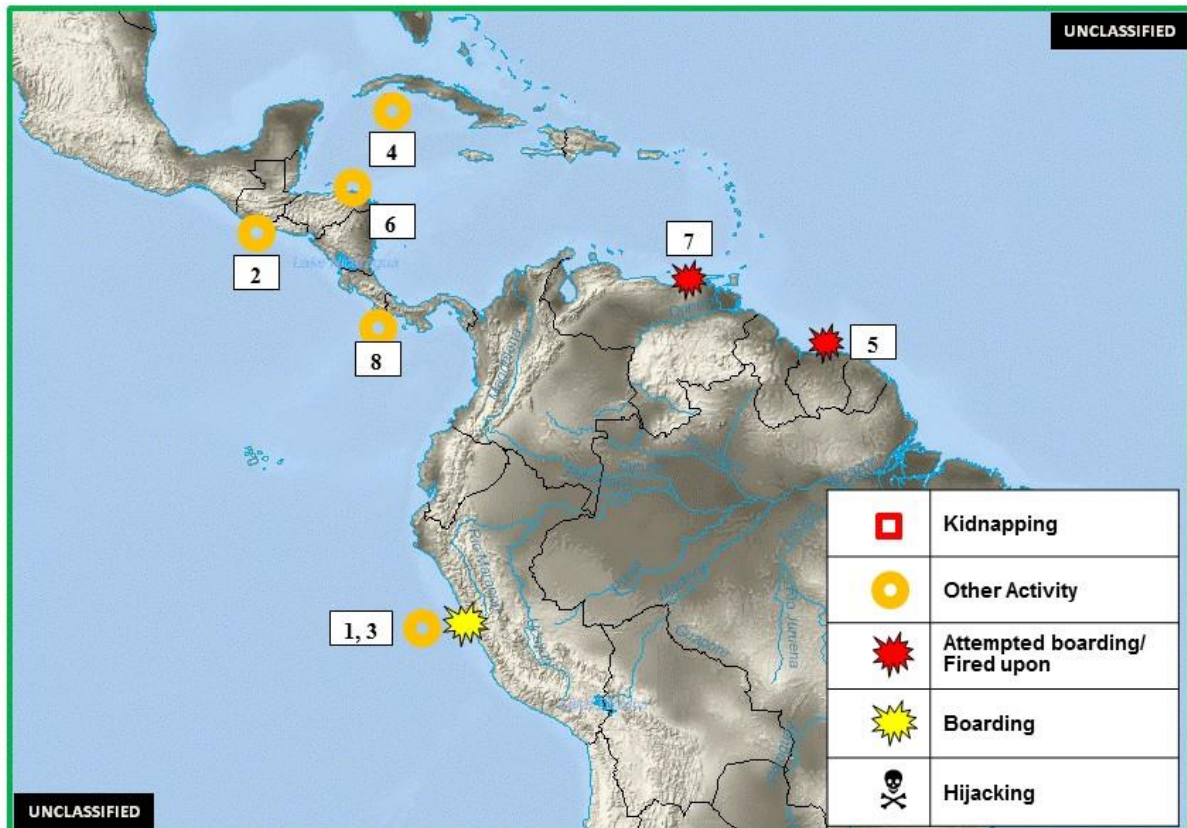 UNCLASSIFIED
4
6
2
7
8
5
1, 3
Kidnapping
Other Activity
Attempted boarding/
Fired upon
Boarding
Hijacking
UNCLASSIFIED